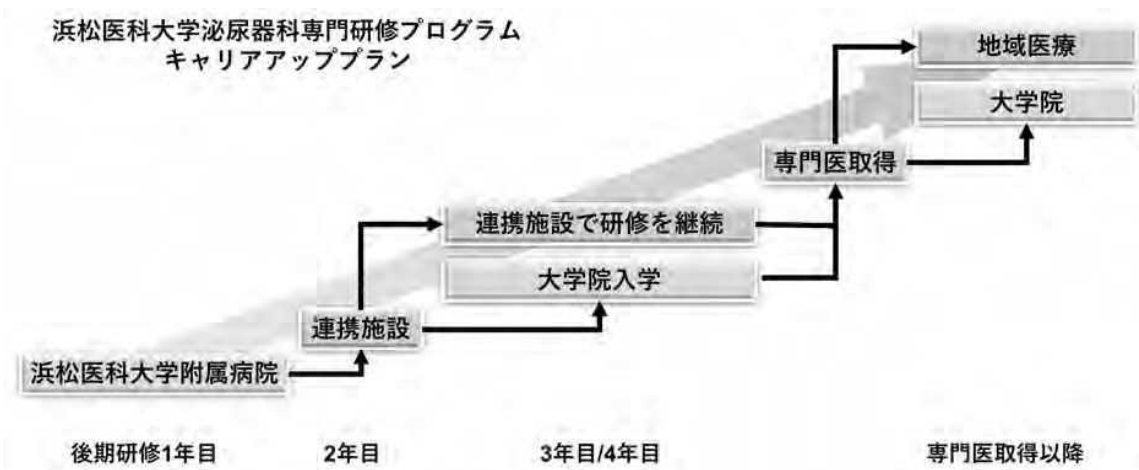 浜松医科大学泌尿器科専門研修プログラム
キャリアアッププラン
地域医療
大学院
専門医取得
連携施設で研修を継続
大学院入学
連携施設
浜松医科大学附属病院
後期研修1年目
2年目
3年目/4年目
専門医取得以降